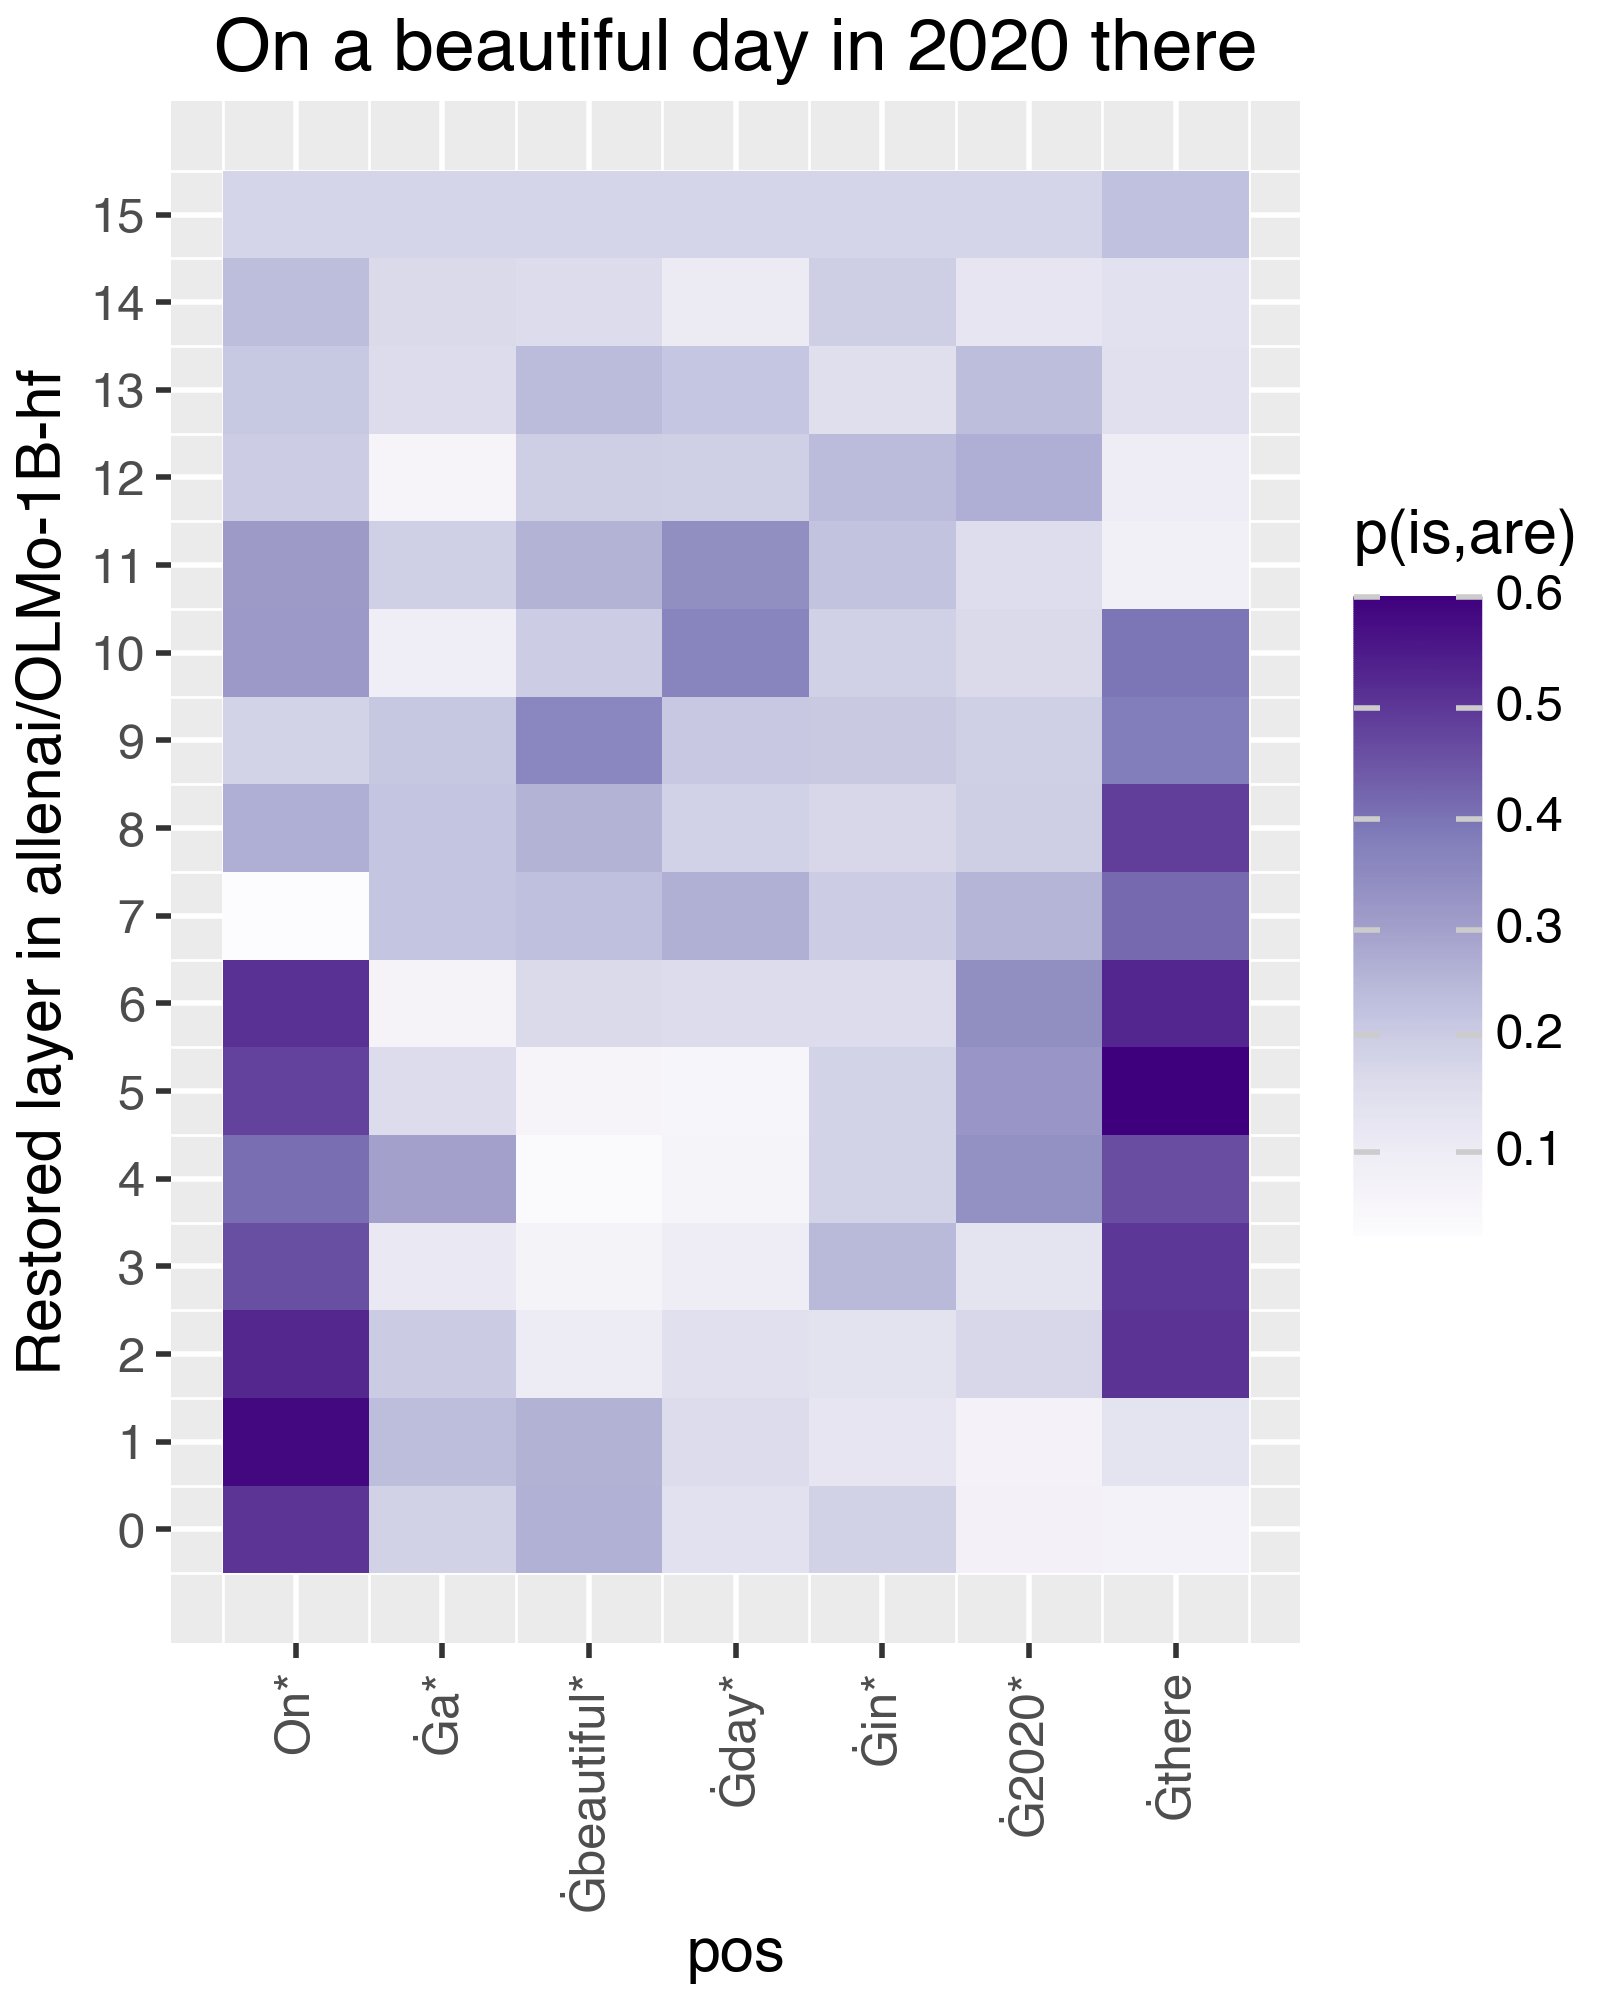 On a beautiful day in 2020 there
Restored layer in allenai/OLMo-1B-hf
15
14
13
12
11
10
9
8
7
6
5
4
3
2
1
0
On*
Ġa*
Ġbeautiful*
Ġday*
Ġin*
Ġ2020*
Ġthere
pos
p(is,are)
0.6
0.5
0.4
0.3
0.2
0.1